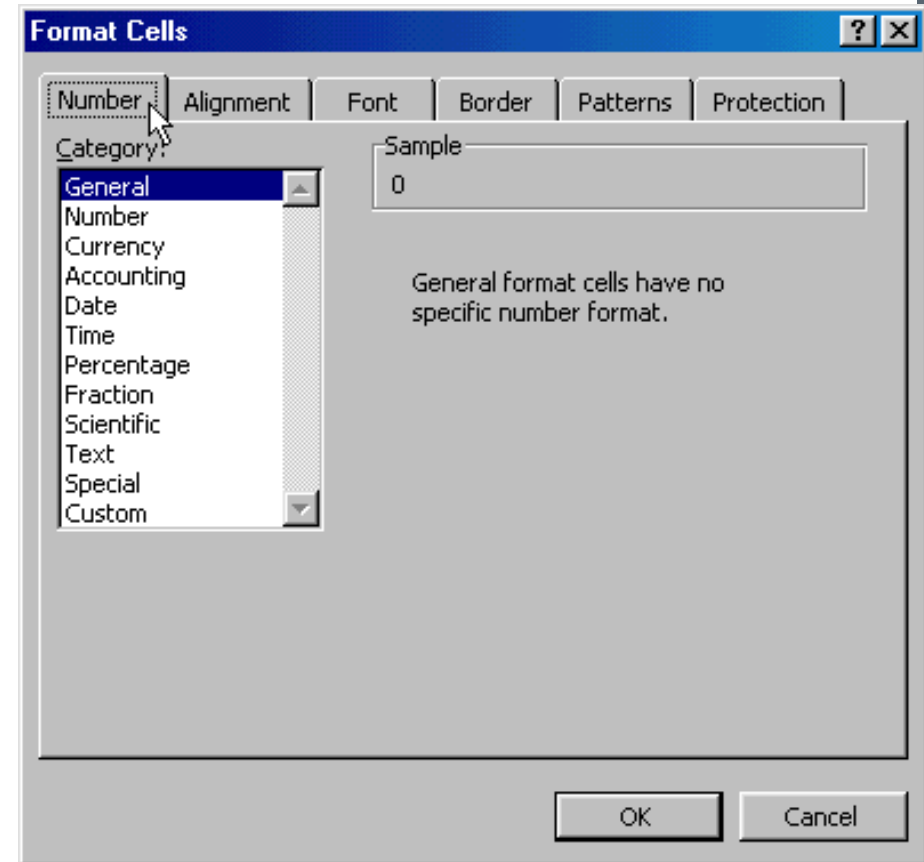 Format Cells
Number Alignment Font Border Patterns Protection
Category:
General
Number
Currency
Accounting
Date
Time
Percentage
Fraction
Scientific
Text
Special
Custom
Sample
0
General format cells have no
specific number format.
OK Cancel